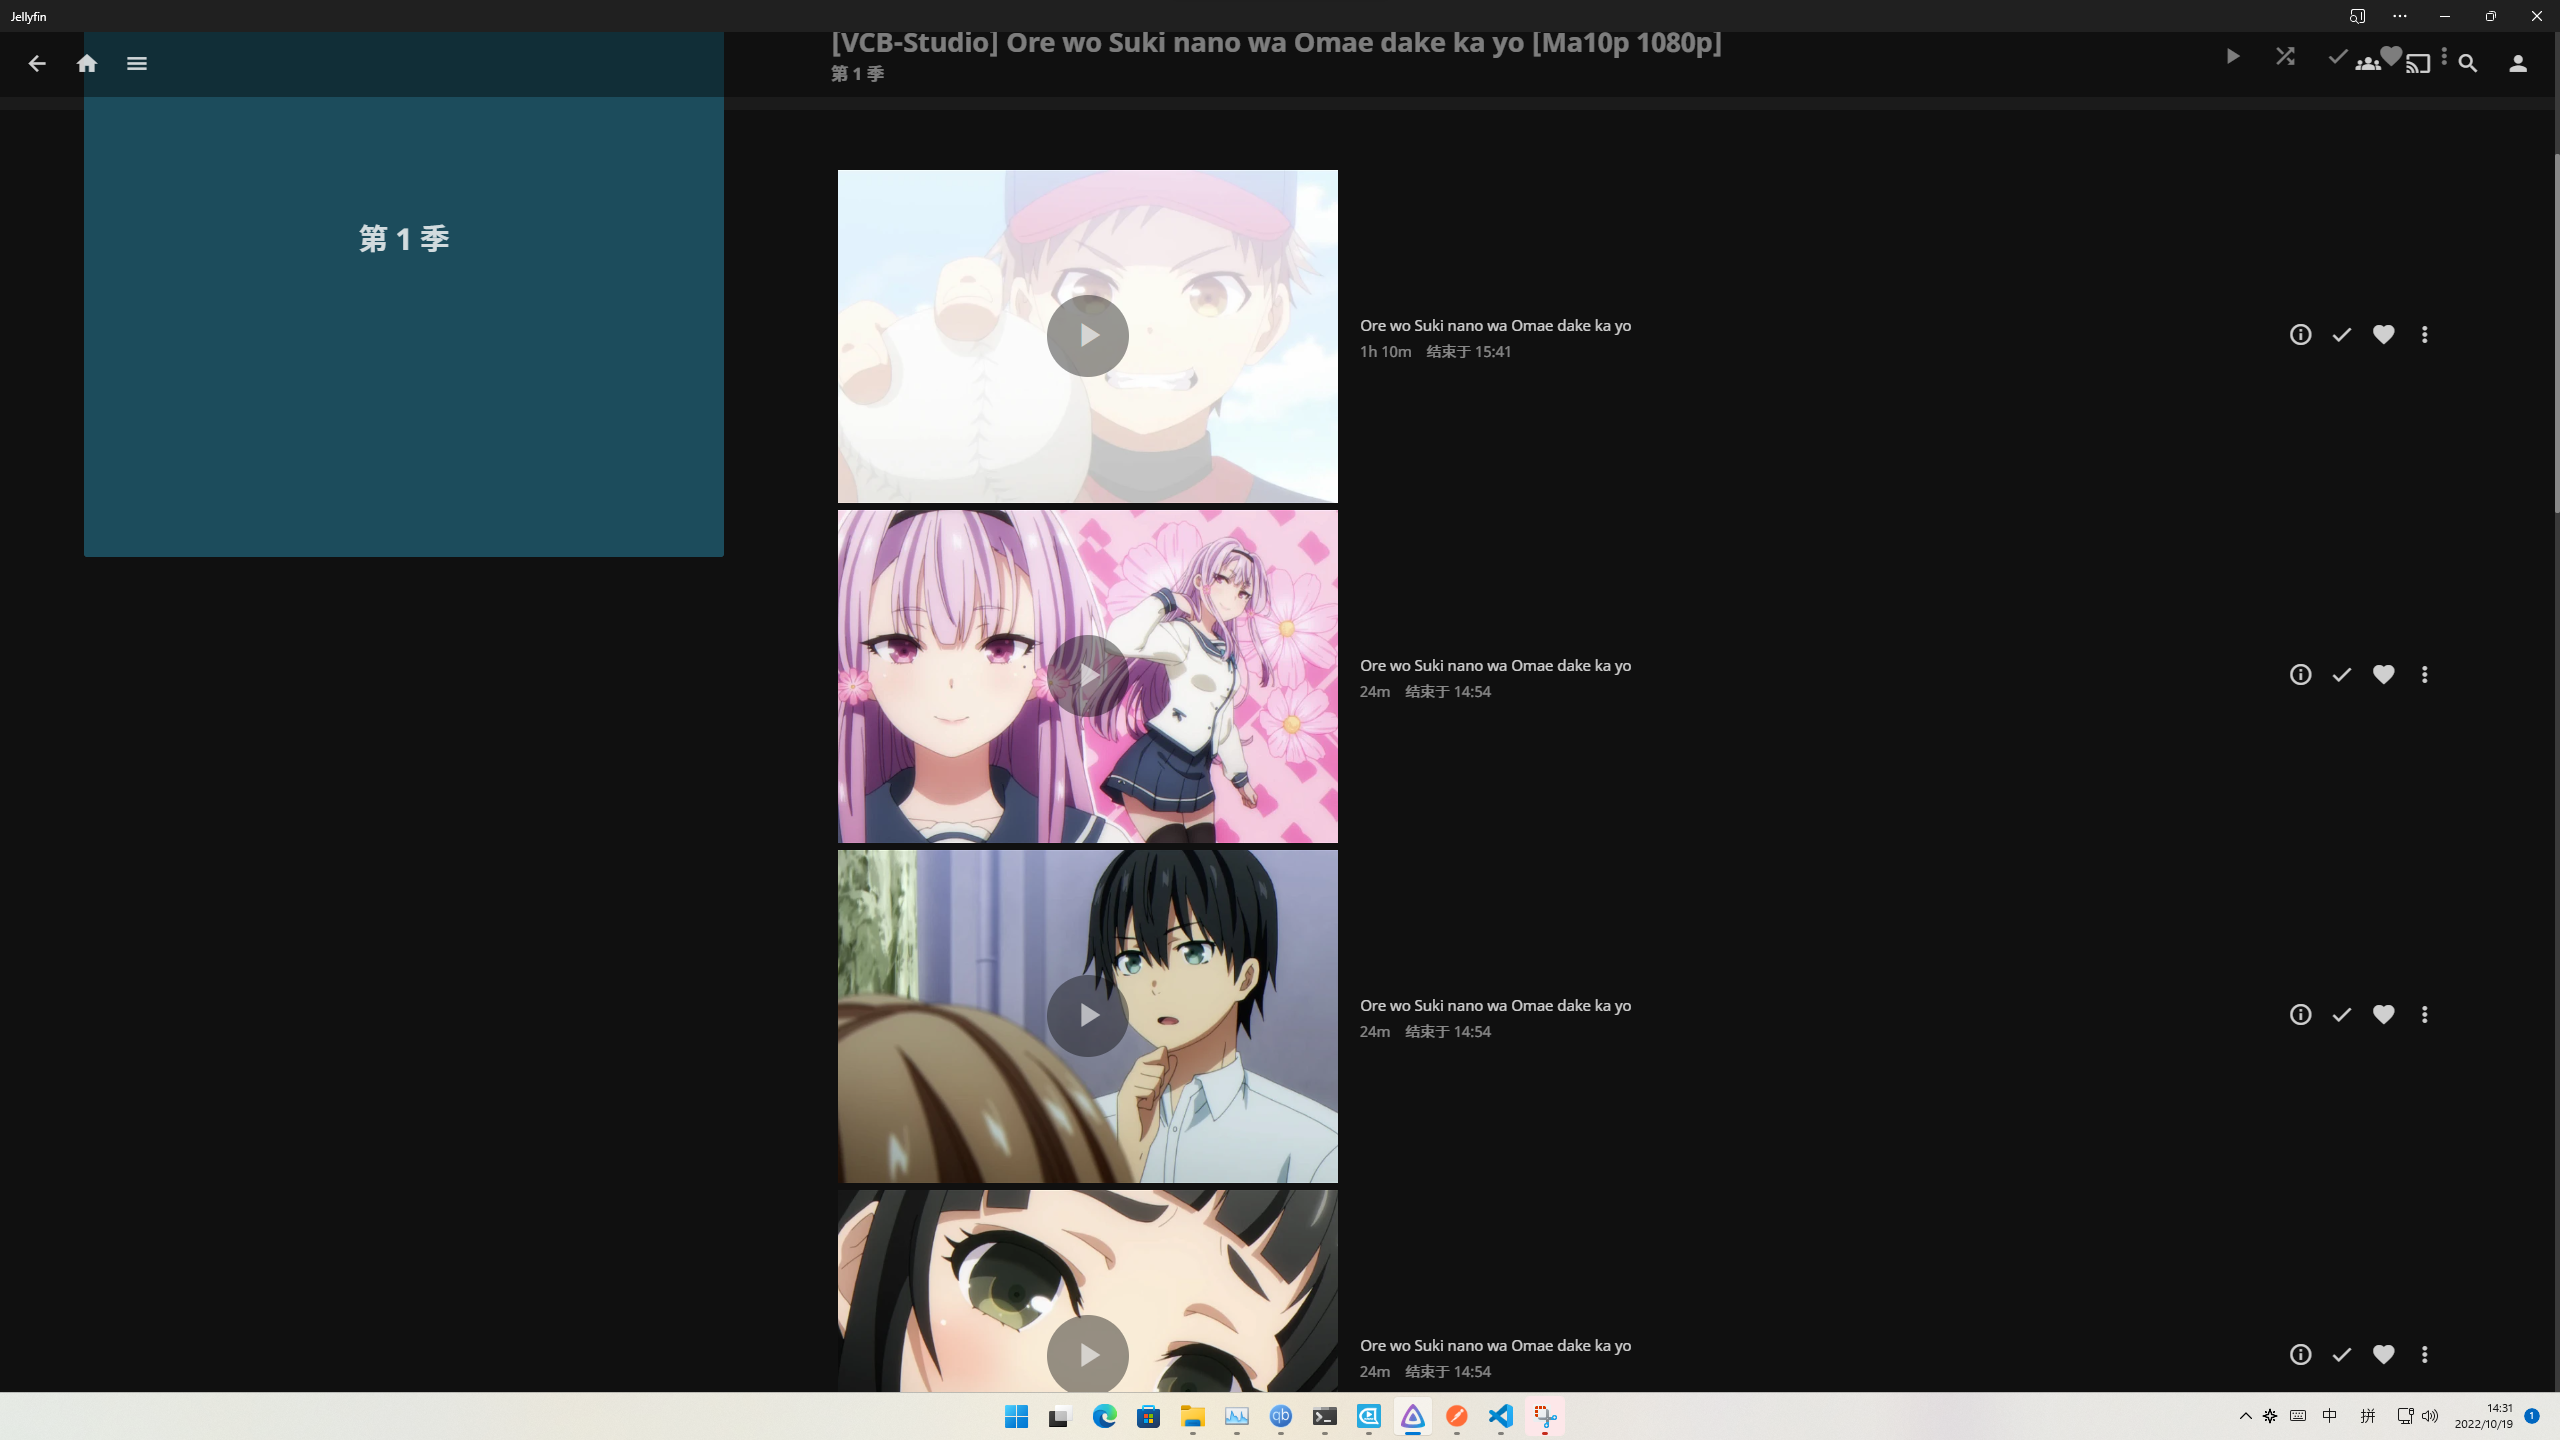 Jellyfin
[VCB-Studio] Ore wo Suki nano wa Omae dake ka yo [Ma10p 1080p]
第 1 季
第 1 季
Ore wo Suki nano wa Omae dake ka yo
1h 10m 结束于 15:41
Ore wo Suki nano wa Omae dake ka yo
24m 结束于 14:54
Ore wo Suki nano wa Omae dake ka yo
24m 结束于 14:54
Ore wo Suki nano wa Omae dake ka yo
24m 结束于 14:54
qb
中
拼
14:31
2022/10/19
1